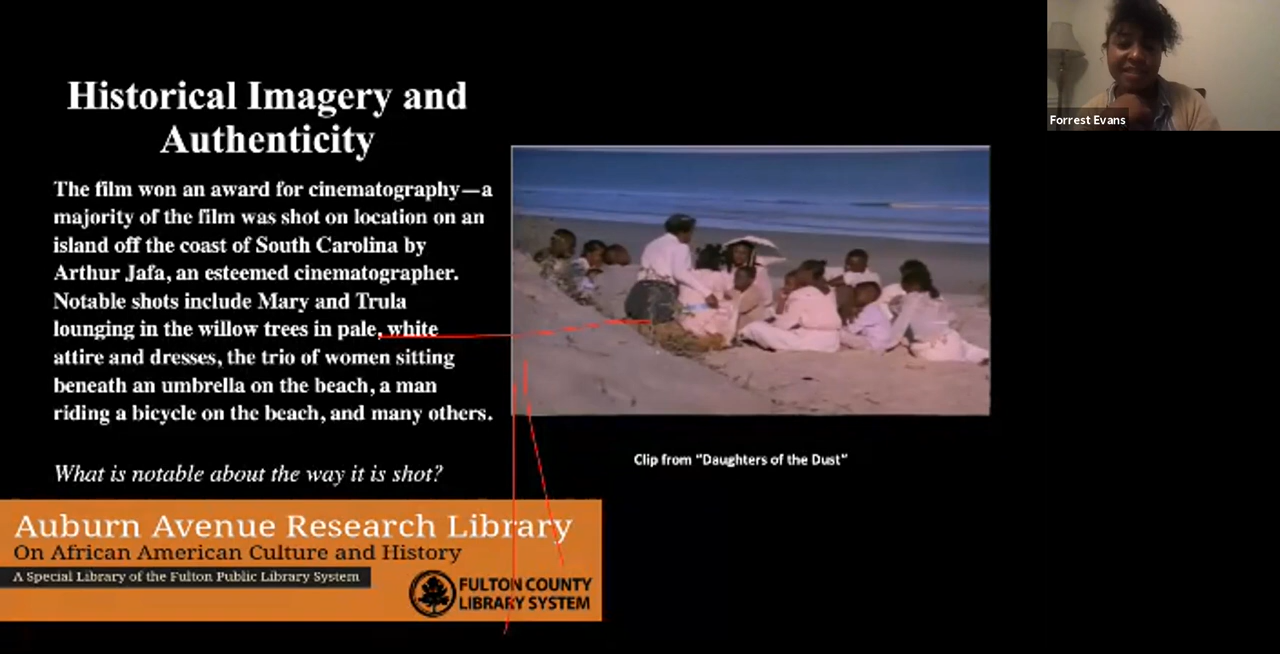 Historical Imagery and
Authenticity
The film won an award for cinematography—a
majority of the film was shot on location on an
island off the coast of South Carolina by
Arthur Jafa, an esteemed cinematographer.
Notable shots include Mary and Trula
lounging in the willow trees in pale, white
attire and dresses, the trio of women sitting
beneath an umbrella on the beach, a man
riding a bicycle on the beach, and many others.
What is notable about the way it is shot?
Clip from "Daughters of the Dust"
Auburn Avenue Research Library
On African American Culture and History
A Special Library of the Fulton Public Library System
FULTON COUNTY
LIBRARY SYSTEM
Forrest Evans